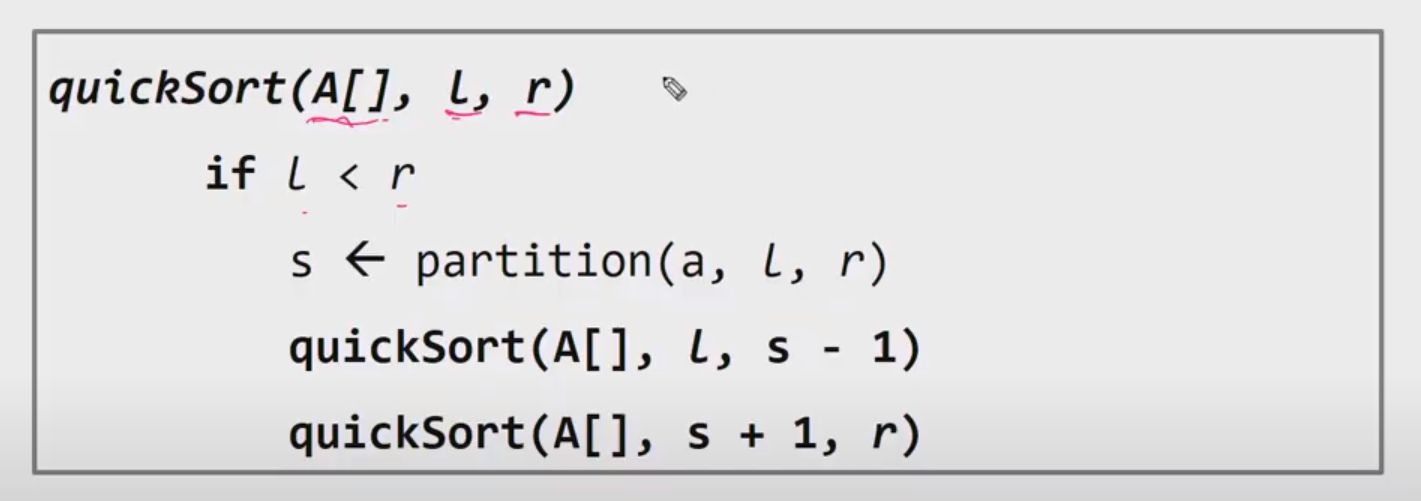 quickSort(A[], l, r)
if l < r
s ← partition(a, l, r)
quickSort(A[], l, s - 1)
quickSort(A[], s + 1, r)